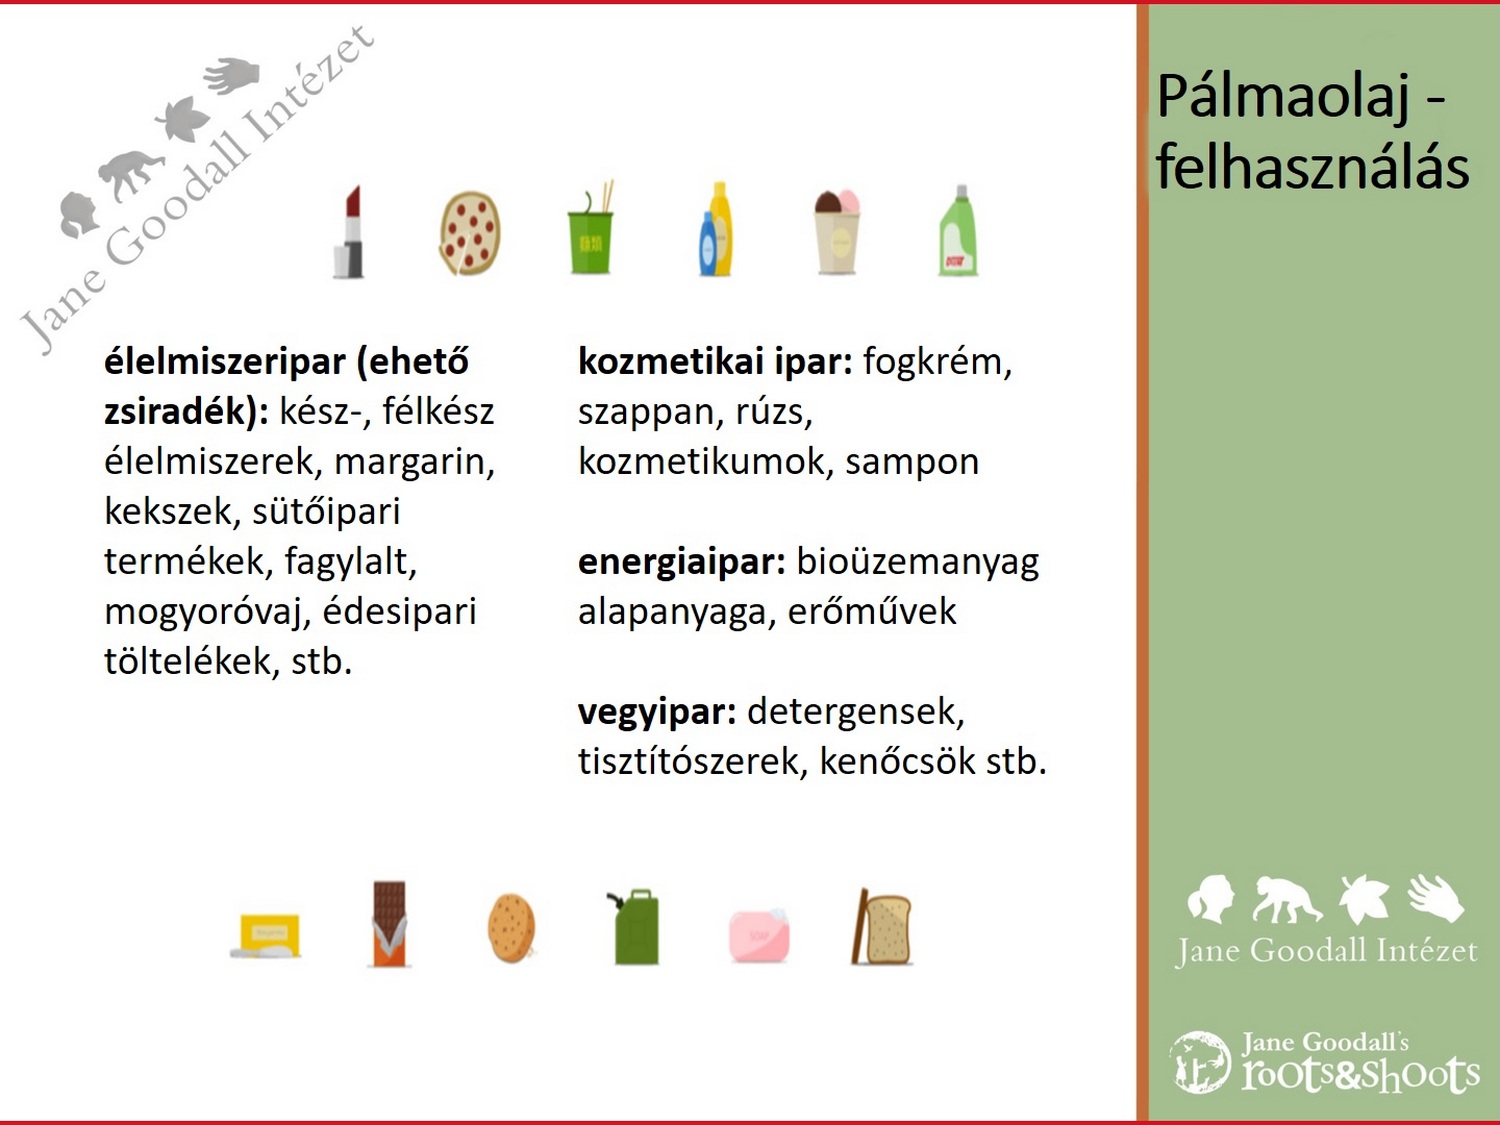 Jane Goodall Intézet
Pálmaolaj -
felhasználás
élelmiszeripar (ehető
zsiradék): kész-, félkész
élelmiszerek, margarin,
kekszek, sütőipari
termékek, fagylalt,
mogyoróvaj, édesipari
töltelékek, stb.
kozmetikai ipar: fogkrém,
szappan, rúzs,
kozmetikumok, sampon
energiaipar: bioüzemanyag
alapanyaga, erőművek
vegyipar: detergensek,
tisztítószerek, kenőcsök stb.
SOAP
Jane Goodall Intézet
Jane Goodall's
roots&shoots